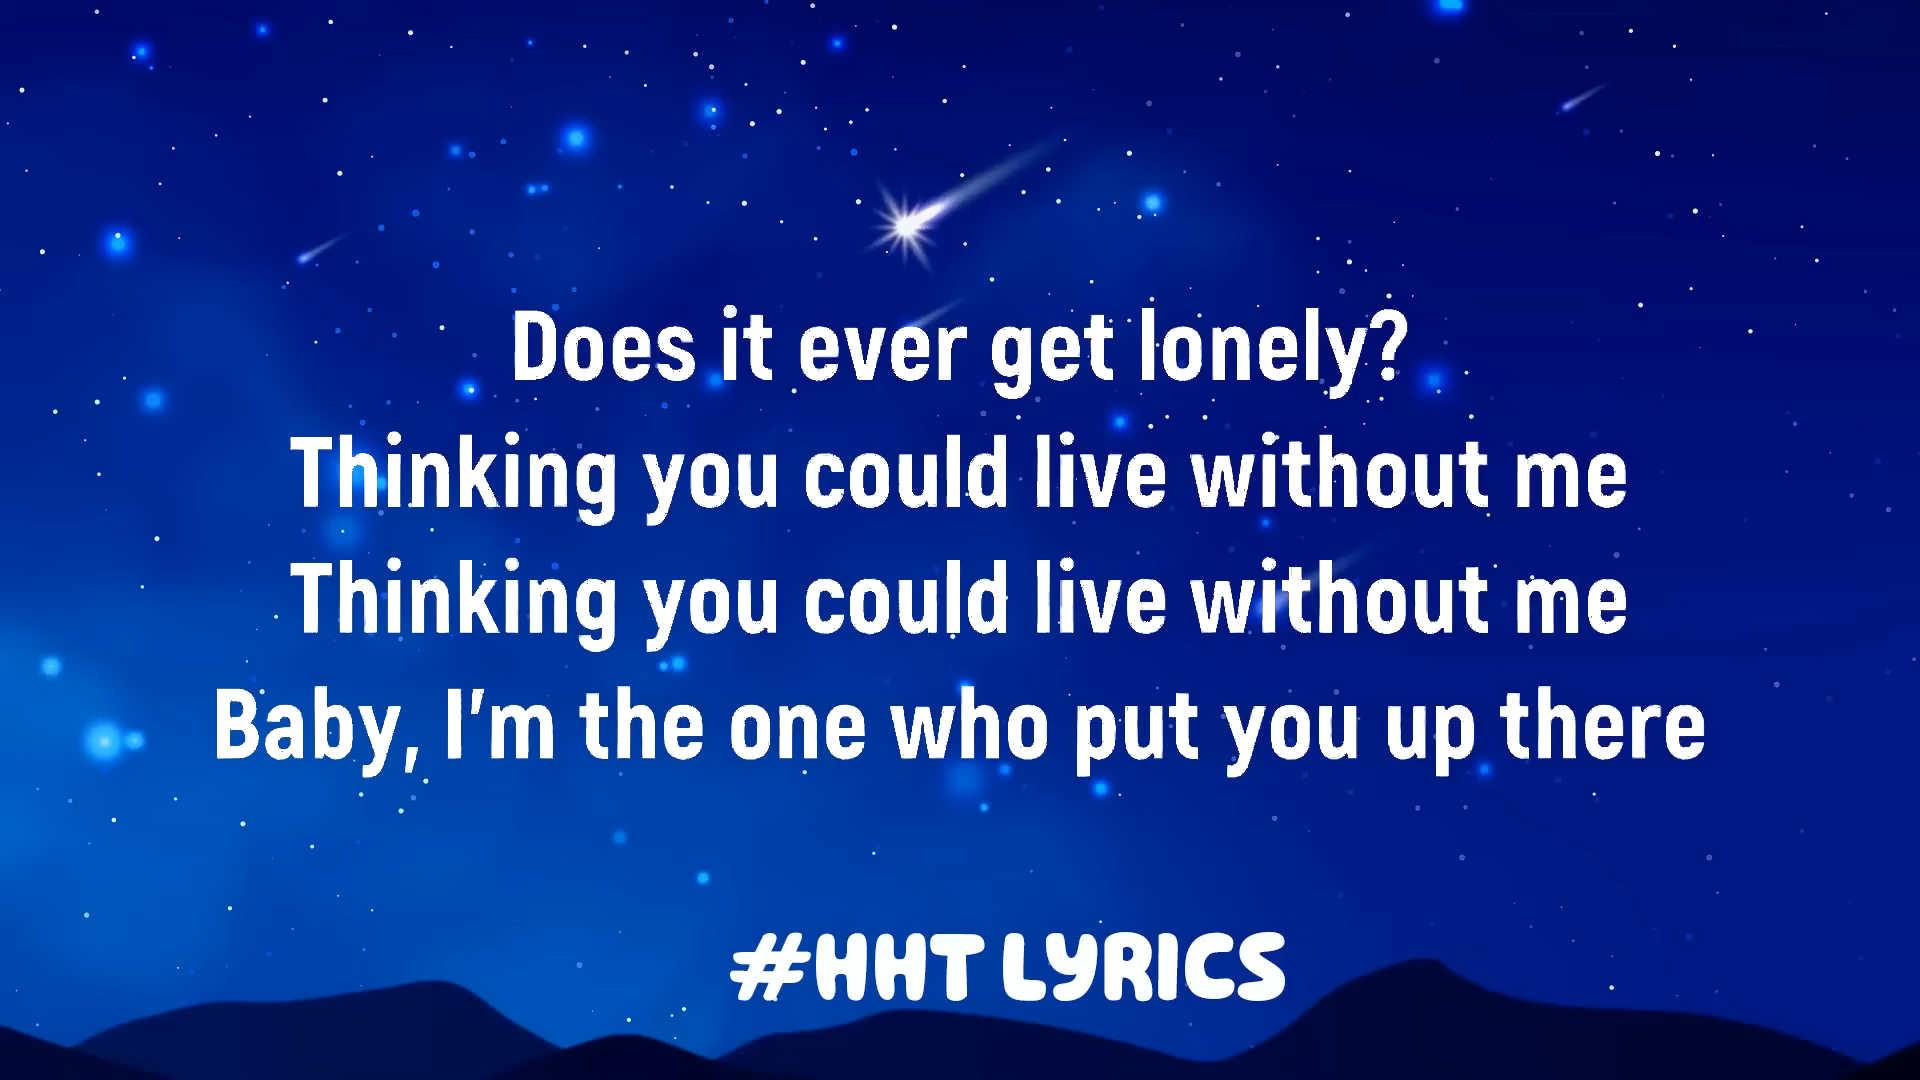 Does it ever get lonely?
Thinking you could live without me
Thinking you could live without me
Baby, I'm the one who put you up there
#HHT LYRICS